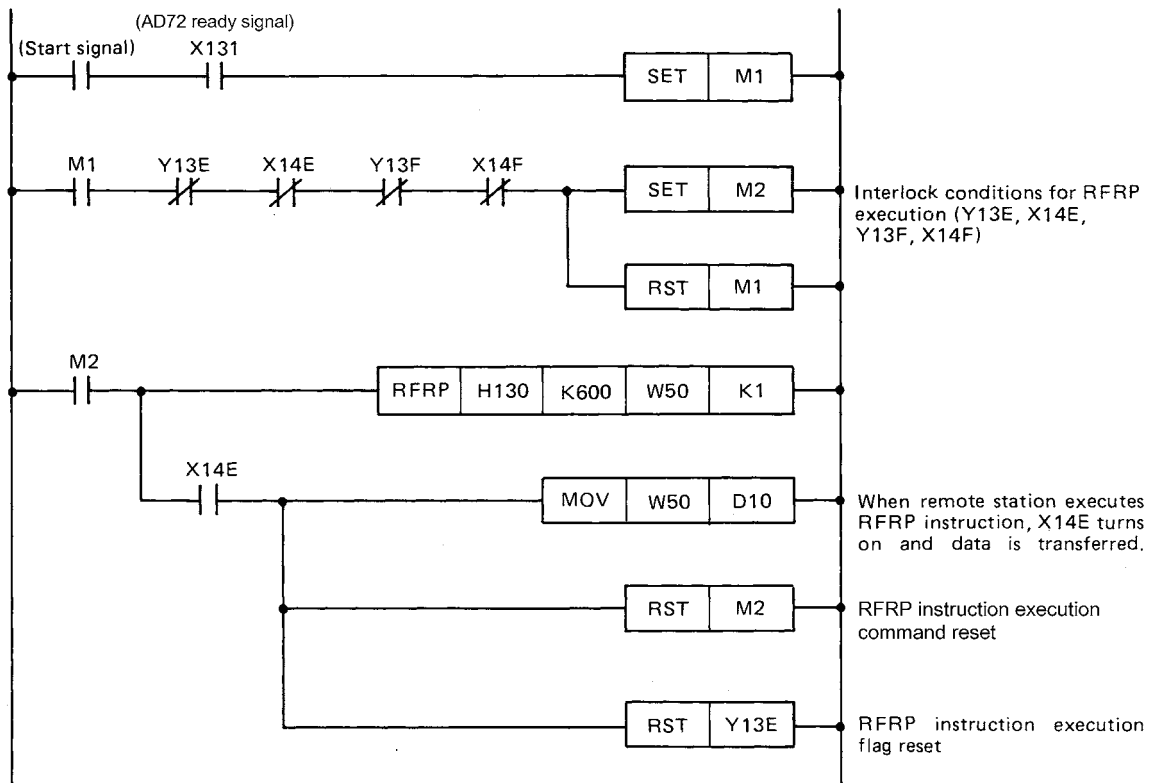 (AD72 ready signal)
(Start signal) X131
SET M1
M1 Y13E X14E Y13F X14F
SET M2
Interlock conditions for RFRP
execution (Y13E, X14E,
Y13F, X14F)
RST M1
M2
RFRP H130 K600 W50 K1
X14E
MOV W50 D10
When remote station executes
RFRP instruction, X14E turns
on and data is transferred.
RST M2
RFRP instruction execution
command reset
RST Y13E
RFRP instruction execution
flag reset